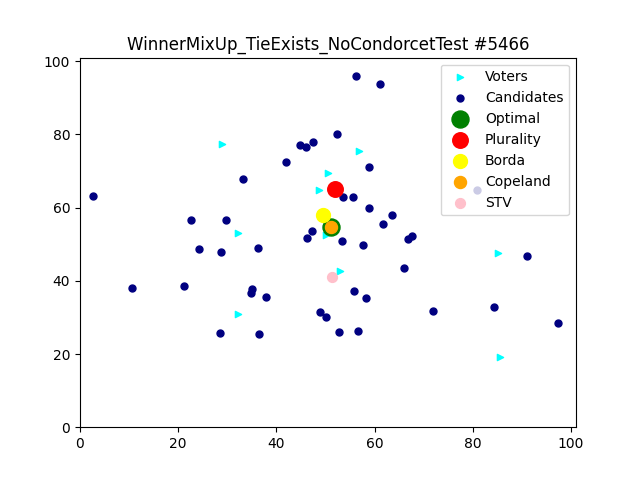 WinnerMixUp_TieExists_NoCondorcetTest #5466
100
80
60
40
20
0
0 20 40 60 80 100
Voters
Candidates
Optimal
Plurality
Borda
Copeland
STV